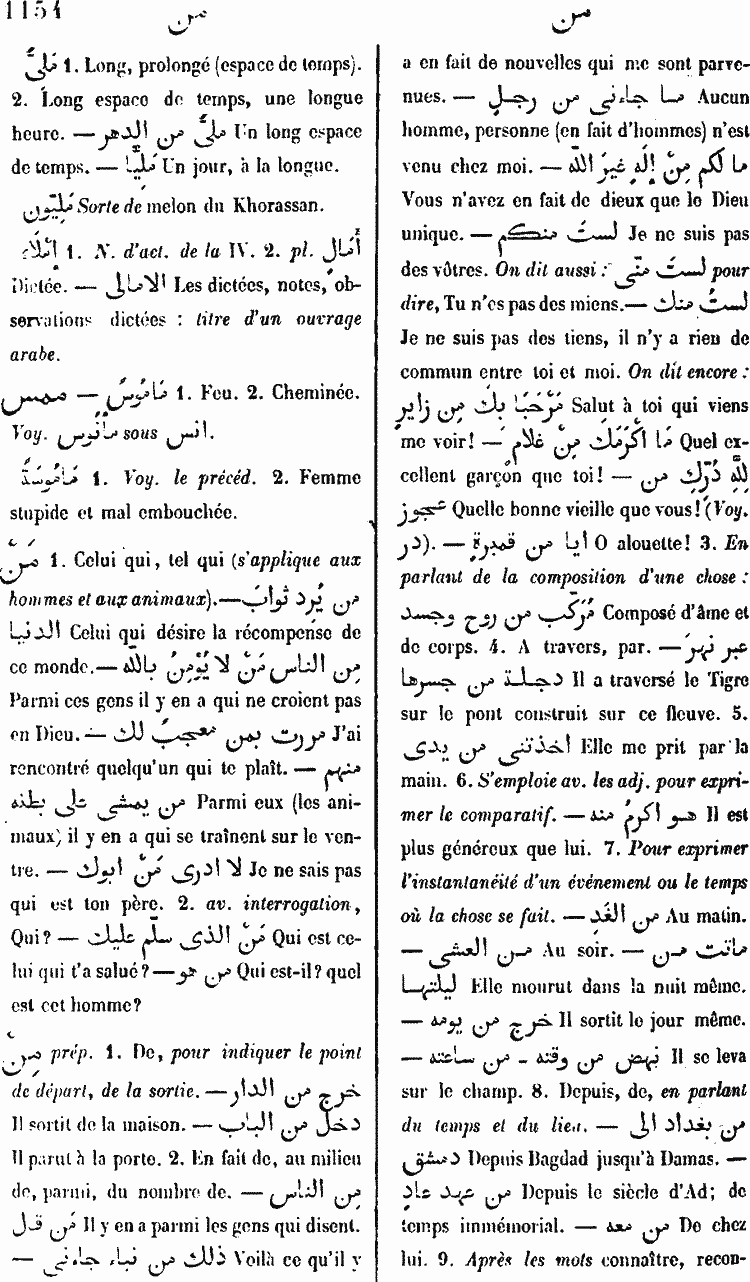 1154
من
من
مَلِىٌّ 1. Long, prolongé (espace de temps).
2. Long espace de temps, une longue
heure. — مَلِىٌّ من الدهر Un long espace
de temps. — مَلِيًّا Un jour, à la longue.
مَلِيُّون Sorte de melon du Khorassan.
إِمْلَاءٌ 1. N. d'act. de la IV. 2. pl. أَمَالٍ
Dictée. — الامالى Les dictées, notes, ob-
servations dictées : titre d'un ouvrage
arabe.
ممس — مَامُوسٌ 1. Feu. 2. Cheminée.
Voy. مانوس sous انس.
مَامُوسَةٌ 1. Voy. le précéd. 2. Femme
stupide et mal embouchée.
مَنْ 1. Celui qui, tel qui (s'applique aux
hommes et aux animaux). — من يُرِد ثوابَ
الدنيا Celui qui désire la récompense de
ce monde. — مِن الناس مَنْ لا يُؤْمِنُ باللّٰه
Parmi ces gens il y en a qui ne croient pas
en Dieu. — مررت بمن معجبٌ لك J'ai
rencontré quelqu'un qui te plaît. — منهم
من يمشى على بطنه Parmi eux (les ani-
maux) il y en a qui se traînent sur le ven-
tre. — لا ادرى مَنْ ابوك Je ne sais pas
qui est ton père. 2. av. interrogation,
Qui? — مَنْ الذى سلّم عليك Qui est ce-
lui qui t'a salué? — من هو Qui est-il? quel
est cet homme?
مِنْ prép. 1. De, pour indiquer le point
de départ, de la sortie. — خرج من الدار
Il sortit de la maison. — دخل من الباب
Il parut à la porte. 2. En fait de, au milieu
de, parmi, du nombre de. — مِن الناس
مَن قال Il y en a parmi les gens qui disent.
— ذلك من نباء جاءنى Voilà ce qu'il y
a en fait de nouvelles qui me sont parve-
nues. — ما جاءنى من رجلٍ Aucun
homme, personne (en fait d'hommes) n'est
venu chez moi. — ما لكم مِنْ إِلٰهٍ غيرَ اللّٰه
Vous n'avez en fait de dieux que le Dieu
unique. — لستُ منكم Je ne suis pas
des vôtres. On dit aussi : لستَ منّى pour
dire, Tu n'es pas des miens. — لستُ منك
Je ne suis pas des tiens, il n'y a rien de
commun entre toi et moi. On dit encore :
مَرْحَبًا بك مِن زايرٍ Salut à toi qui viens
me voir! — مَا أَكْرَمَك مِنْ غلام Quel ex-
cellent garçon que toi! — لِلّٰهِ دَرُّكِ من
عجوز Quelle bonne vieille que vous! (Voy.
در). — أيا من قمبرةٍ O alouette! 3. En
parlant de la composition d'une chose :
مُرَكَّب من روح وجسد Composé d'âme et
de corps. 4. A travers, par. — عبر نهرَ
دجلة من جسرها Il a traversé le Tigre
sur le pont construit sur ce fleuve. 5.
أخذتنى من يدى Elle me prit par la
main. 6. S'emploie av. les adj. pour expri-
mer le comparatif. — هو أكرمُ منه Il est
plus généreux que lui. 7. Pour exprimer
l'instantanéité d'un événement ou le temps
où la chose se fait. — من الغَدِ Au matin.
— من العشى Au soir. — ماتت من
ليلتها Elle mourut dans la nuit même.
— خرج من يومه Il sortit le jour même.
— نهض من وقته - من ساعته Il se leva
sur le champ. 8. Depuis, de, en parlant
du temps et du lieu. — من بغداد الى
دمشق Depuis Bagdad jusqu'à Damas. —
من عهد عادٍ Depuis le siècle d'Ad; de
temps immémorial. — من معه De chez
lui. 9. Après les mots connaître, recon-